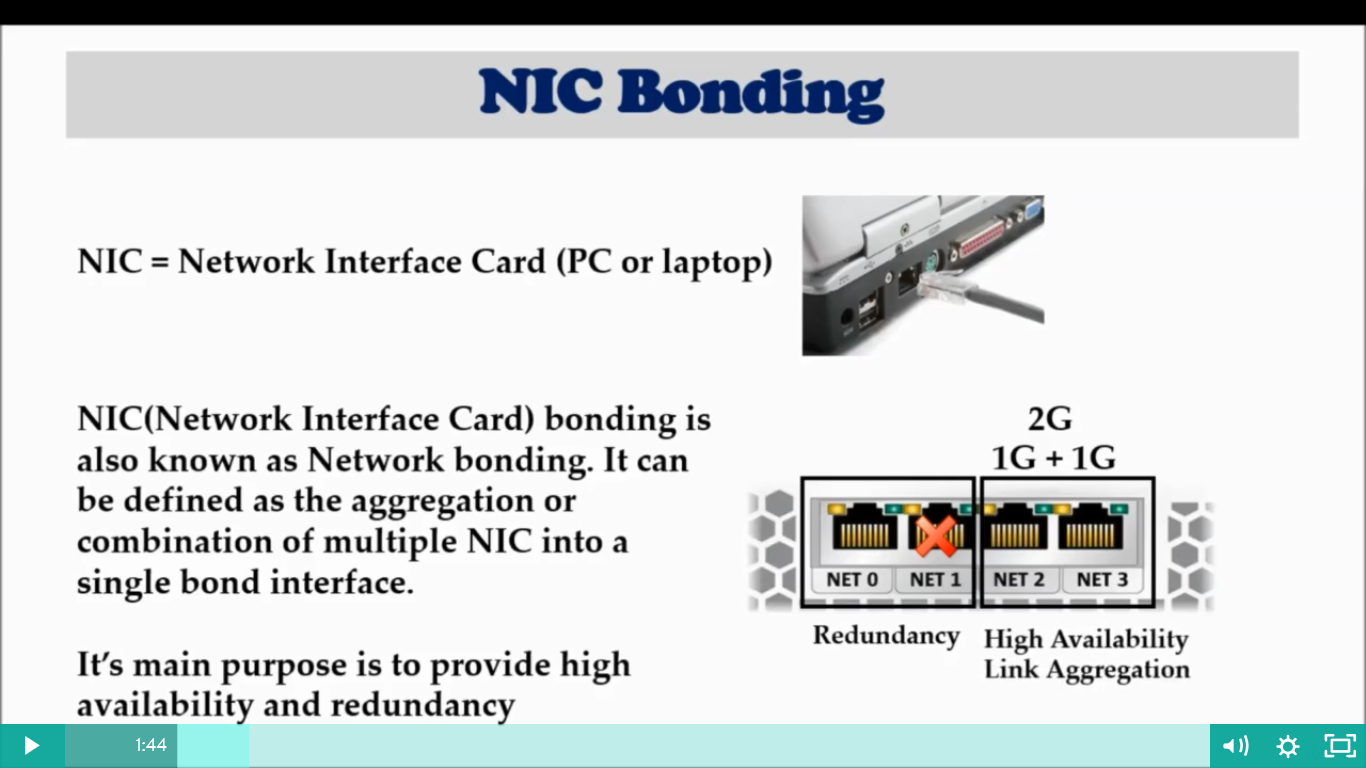 NIC Bonding
NIC = Network Interface Card (PC or laptop)
NIC(Network Interface Card) bonding is
also known as Network bonding. It can
be defined as the aggregation or
combination of multiple NIC into a
single bond interface.
It’s main purpose is to provide high
availability and redundancy
2G
1G + 1G
NET 0 NET 1 NET 2 NET 3
Redundancy
High Availability
Link Aggregation
1:44